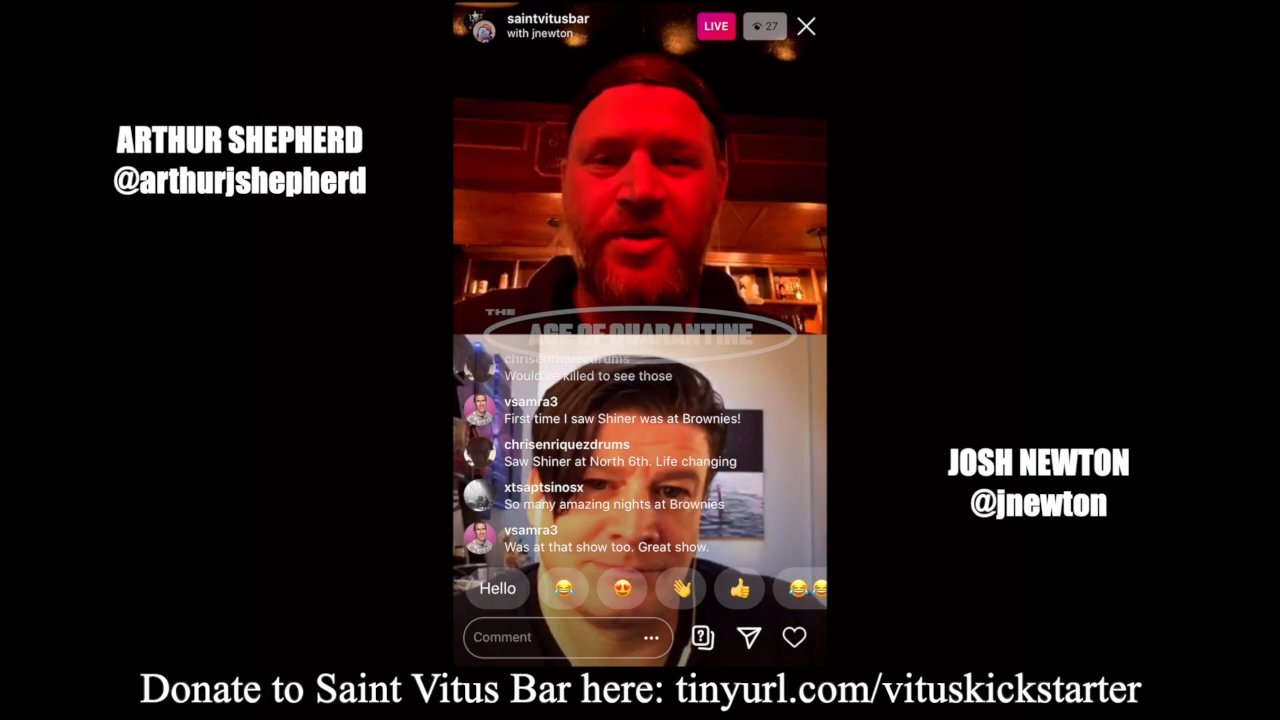 saintvitusbar
with jnewton
LIVE
27
ARTHUR SHEPHERD
@arthurjshepherd
THE
AGE OF QUARANTINE
chrisenriquezdrums
Would've killed to see those
vsamra3
First time I saw Shiner was at Brownies!
chrisenriquezdrums
Saw Shiner at North 6th. Life changing
xtsaptsinosx
So many amazing nights at Brownies
vsamra3
Was at that show too. Great show.
JOSH NEWTON
@jnewton
Hello 😂 😍 👋 👍 😂😂
Comment
Donate to Saint Vitus Bar here: tinyurl.com/vituskickstarter